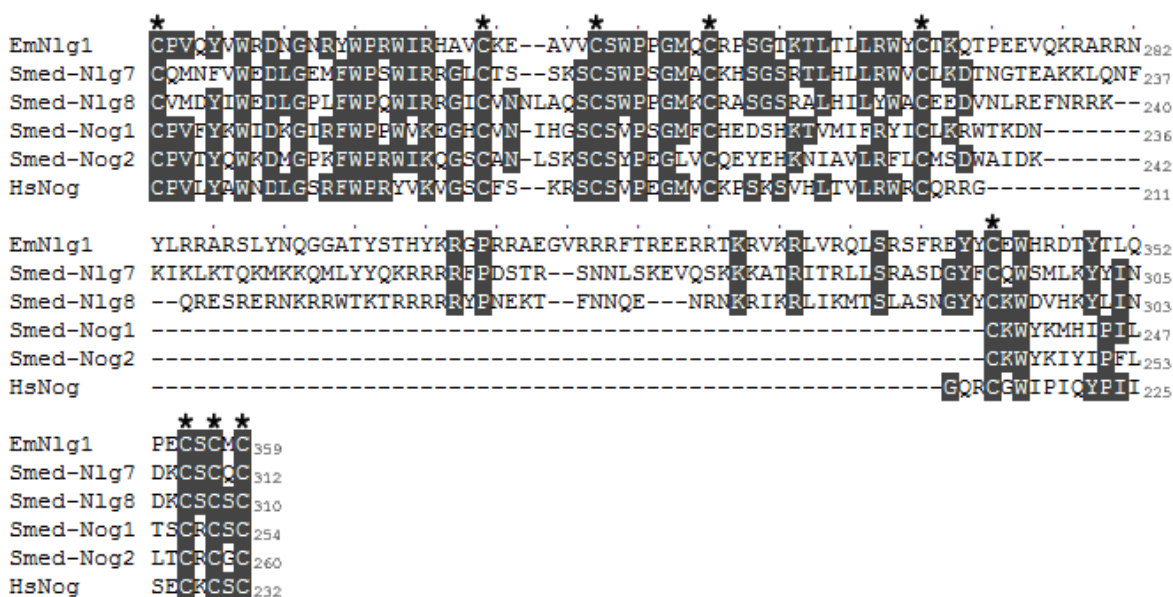 * * * * *
EmNlg1 CPVQYVWRDNGNRYWPRWIRHAVCKE--AVVCSWPPGMQCRPSGTKTLTLLRWYCTKQTPEEVQKRARRN 282
Smed-Nlg7 CQMNFVWEDLGEMFWPSWIRRGLCTS--SKSCSWPSGMACKHSGSRTLHLLRWVCLKDTNGTEAKKLQNF 237
Smed-Nlg8 CVMDYIWEDLGPLFWPQWIRRGICVNNLAQSCSWPPGMKCRASGSRALHILYWACEEDVNLREFNRRK-- 240
Smed-Nog1 CPVFYKWIDKGIRFWPPWVKEGHCVN-IHGSCSVPSGMFCHEDSHKTVMIFRYICLKRWTKDN------- 236
Smed-Nog2 CPVTYQWKDMGPKFWPRWIKQGSCAN-LSKSCSYPEGLVCQEYEHKNIAVLRFLCMSDWAIDK------- 242
HsNog CPVLYAWNDLGSRFWPRYVKVGSCFS--KRSCSVPEGMVCKPSKSVHLTVLRWRCQRRG----------- 211
*
EmNlg1 YLRRARSLYNQGGATYSTHYKRGPRRAEGVRRRFTREERRTKRVKRLVRQLSRSFREYYCEWHRDTYTLQ 352
Smed-Nlg7 KIKLKTQKMKKQMLYYQKRRRRRFPDSTRS--SNNLSKEVQSKKKATRITRLLSRASDGYFCQWSMLKYYIN 305
Smed-Nlg8 --QRESRERNKRRWTKTRRRRRYPNEKT--FNNQE---NRNKRIKRLIKMTSLASNGYYCKWDVHKYLIN 303
Smed-Nog1 -----------------------------------------------------------CKWYKMHIPIL 247
Smed-Nog2 -----------------------------------------------------------CKWYKIYIPFL 253
HsNog --------------------------------------------------------GQRCGWIPIQYPII 225
* * *
EmNlg1 PECSCMC 359
Smed-Nlg7 DKCSCQC 312
Smed-Nlg8 DKCSCSC 310
Smed-Nog1 TSCRCSC 254
Smed-Nog2 LTCRCGC 260
HsNog SECKCSC 232